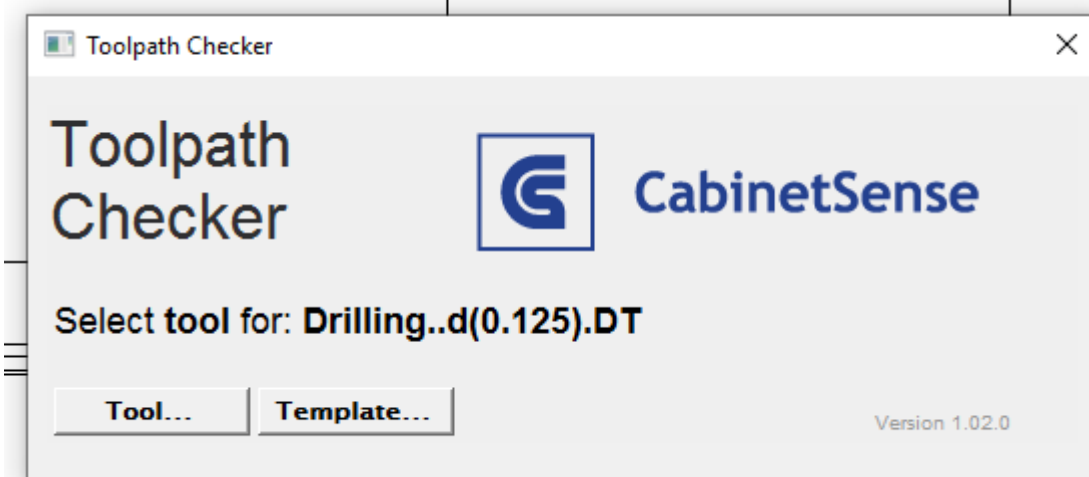 Toolpath Checker
Toolpath
Checker
CabinetSense
Select tool for: Drilling..d(0.125).DT
Tool...
Template...
Version 1.02.0